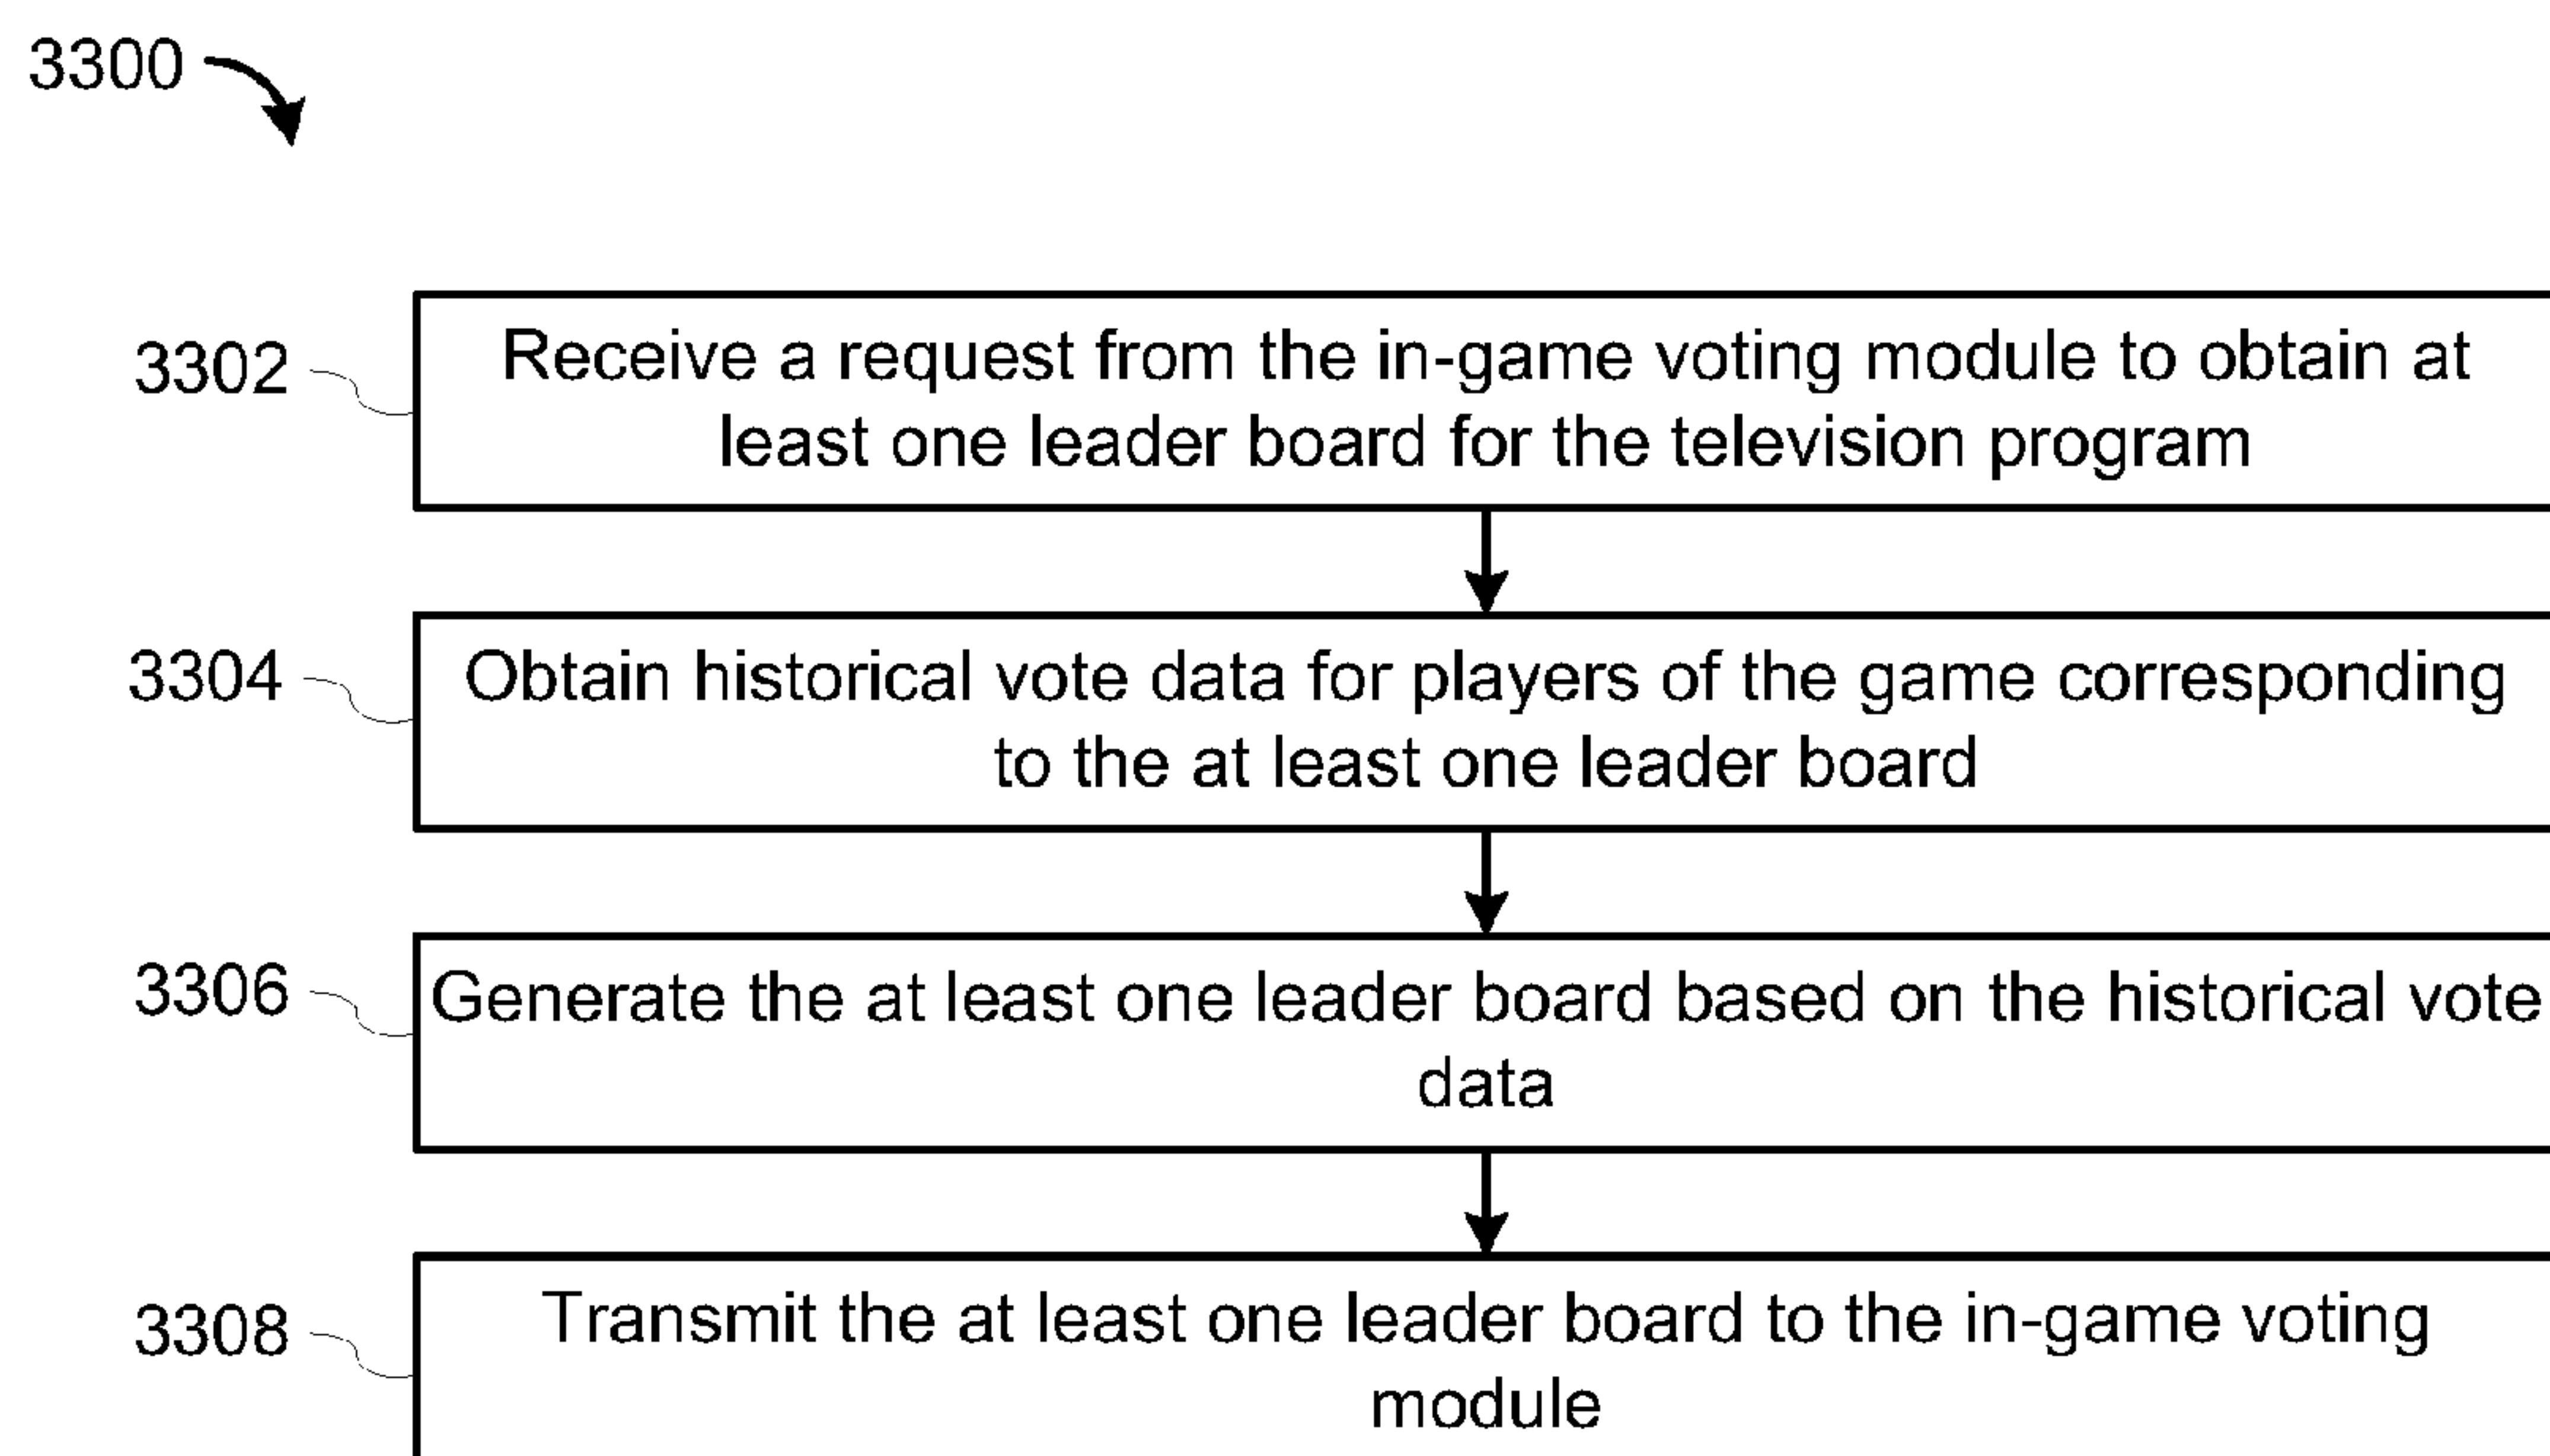 3300
3302
Receive a request from the in-game voting module to obtain at
least one leader board for the television program
3304
Obtain historical vote data for players of the game corresponding
to the at least one leader board
3306
Generate the at least one leader board based on the historical vote
data
3308
Transmit the at least one leader board to the in-game voting
module